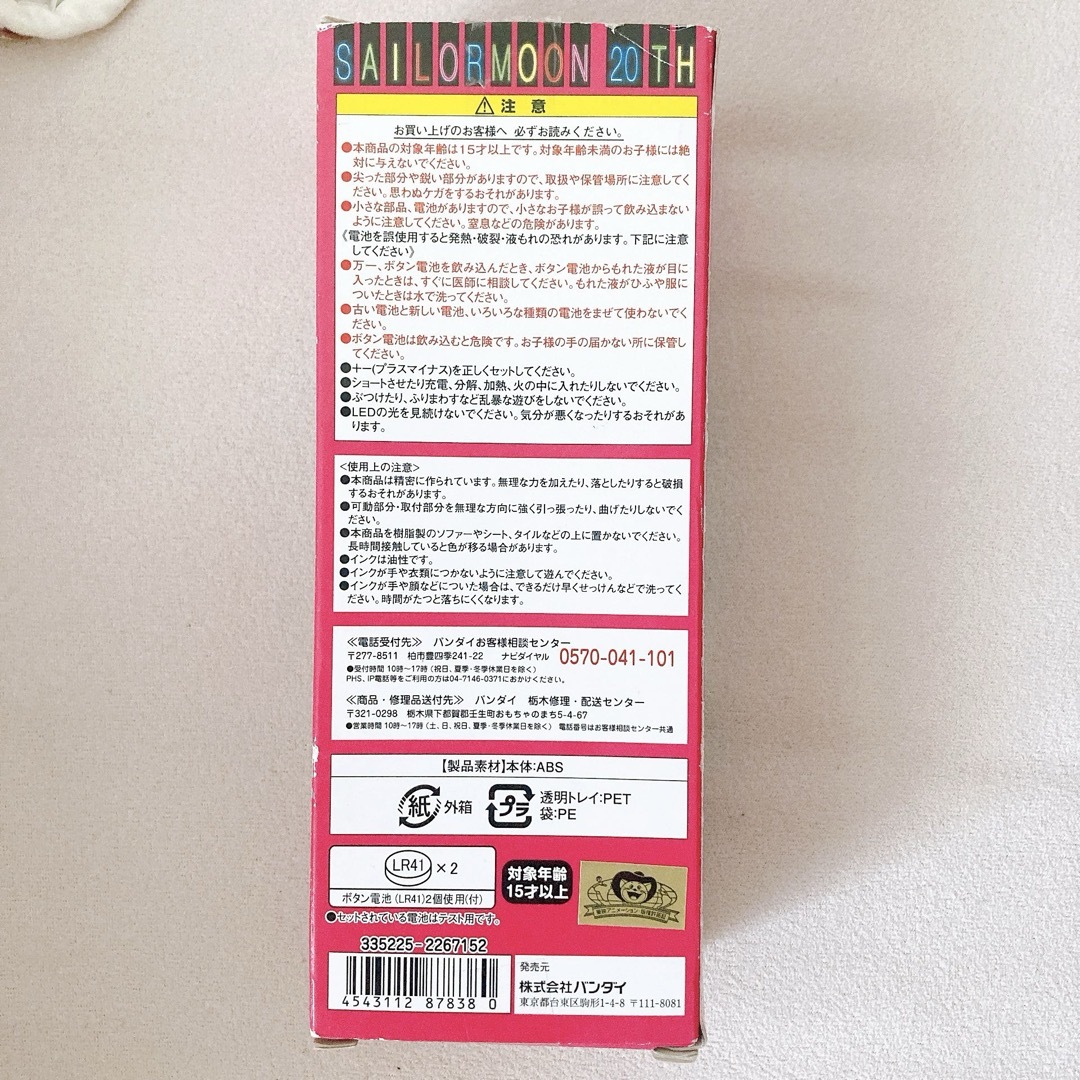 SAILORMOON 20TH
注 意
お買い上げのお客様へ 必ずお読みください。
●本商品の対象年齢は15才以上です。対象年齢未満のお子様には絶
対に与えないでください。
●尖った部分や鋭い部分がありますので、取扱や保管場所に注意してく
ださい。思わぬケガをするおそれがあります。
●小さな部品、電池がありますので、小さなお子様が誤って飲み込まない
ように注意してください。窒息などの危険があります。
《電池を誤使用すると発熱・破裂・液もれの恐れがあります。下記に注意
してください》
●万一、ボタン電池を飲み込んだとき、ボタン電池からもれた液が目に
入ったときは、すぐに医師に相談してください。もれた液がひふや服に
ついたときは水で洗ってください。
●古い電池と新しい電池、いろいろな種類の電池をまぜて使わないでく
ださい。
●ボタン電池は飲み込むと危険です。お子様の手の届かない所に保管し
てください。
●+-(プラスマイナス)を正しくセットしてください。
●ショートさせたり充電、分解、加熱、火の中に入れたりしないでください。
●ぶつけたり、ふりまわすなど乱暴な遊びをしないでください。
●LEDの光を見続けないでください。気分が悪くなったりするおそれがあ
ります。
<使用上の注意>
●本商品は精密に作られています。無理な力を加えたり、落としたりすると破損
するおそれがあります。
●可動部分・取付部分を無理な方向に強く引っ張ったり、曲げたりしないでく
ださい。
●本商品を樹脂製のソファーやシート、タイルなどの上に置かないでください。
長時間接触していると色が移る場合があります。
●インクは油性です。
●インクが手や衣類につかないように注意して遊んでください。
●インクが手や顔などについた場合は、できるだけ早くせっけんなどで洗ってく
ださい。時間がたつと落ちにくくなります。
≪電話受付先≫ バンダイお客様相談センター
〒277-8511 柏市豊四季241-22 ナビダイヤル 0570-041-101
●受付時間 10時〜17時 (祝日、夏季・冬季休業日を除く)
PHS、IP電話等をご利用の方は04-7146-0371におかけください。
≪商品・修理品送付先≫ バンダイ 栃木修理・配送センター
〒321-0298 栃木県下都賀郡壬生町おもちゃのまち5-4-67
●営業時間 10時〜17時 (土、日、祝日、夏季・冬季休業日を除く) 電話番号はお客様相談センター共通
【製品素材】本体:ABS
紙 外箱 プラ 透明トレイ:PET
袋:PE
LR41 ×2
ボタン電池 (LR41)2個使用(付)
対象年齢
15才以上
東映アニメーション・版権許諾証
●セットされている電池はテスト用です。
335225-2267152
4543112 87838 0
発売元
株式会社バンダイ
東京都台東区駒形1-4-8 〒111-8081